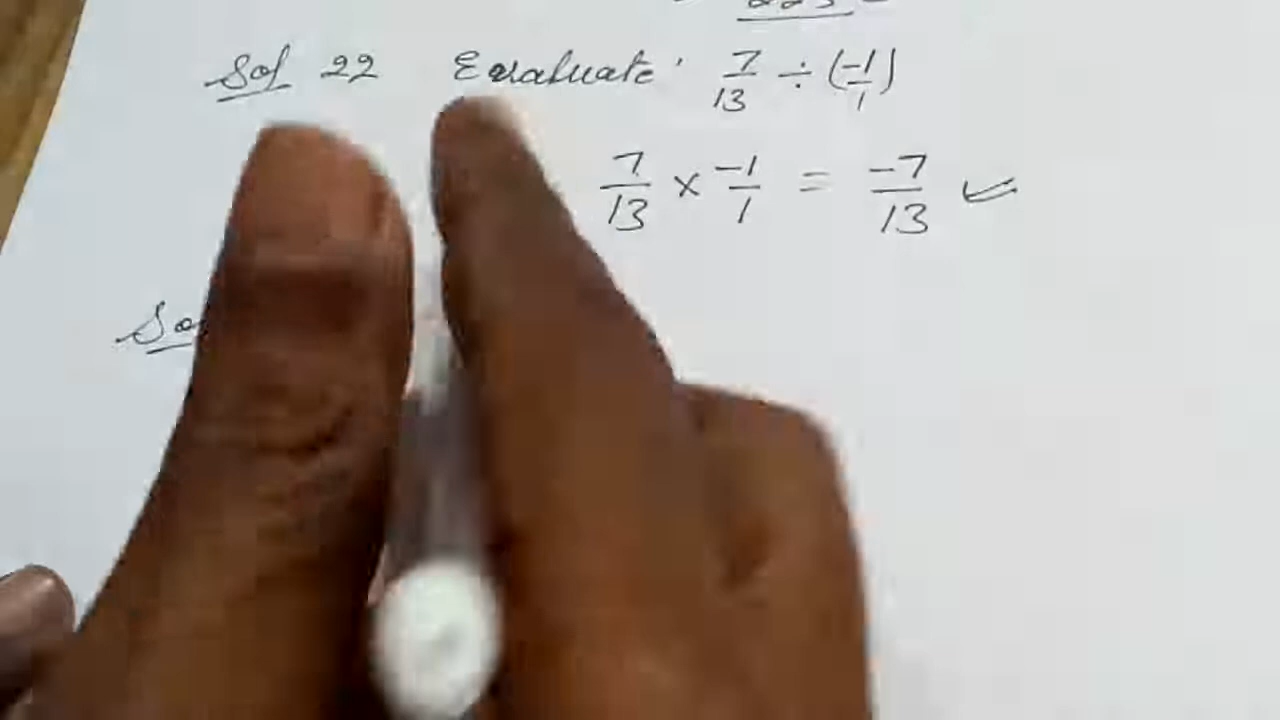 Sol 22 Evaluate : 7/13 ÷ (-1/1)
7/13 × -1/1 = -7/13 ✓